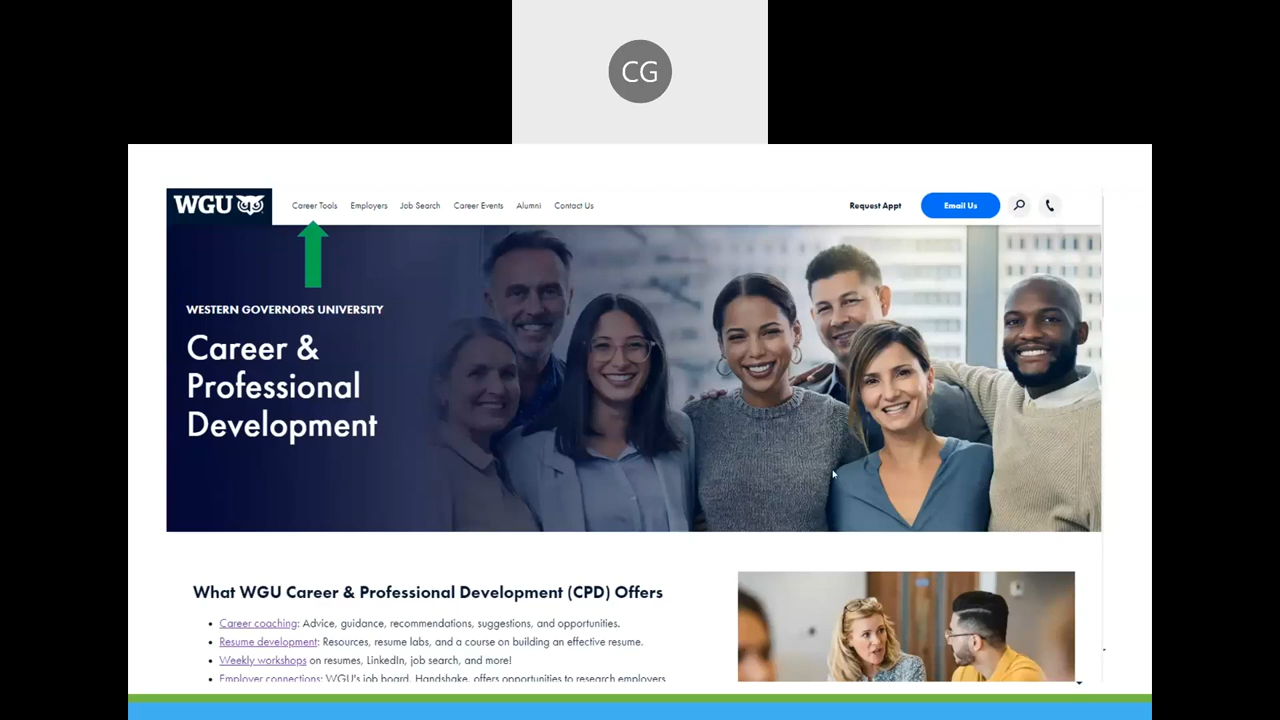 CG
WGU
Career Tools Employers Job Search Career Events Alumni Contact Us Request Appt Email Us
WESTERN GOVERNORS UNIVERSITY
Career &
Professional
Development
What WGU Career & Professional Development (CPD) Offers
• Career coaching: Advice, guidance, recommendations, suggestions, and opportunities.
• Resume development: Resources, resume labs, and a course on building an effective resume.
• Weekly workshops on resumes, LinkedIn, job search, and more!
• Employer connections: WGU's job board, Handshake, offers opportunities to research employers